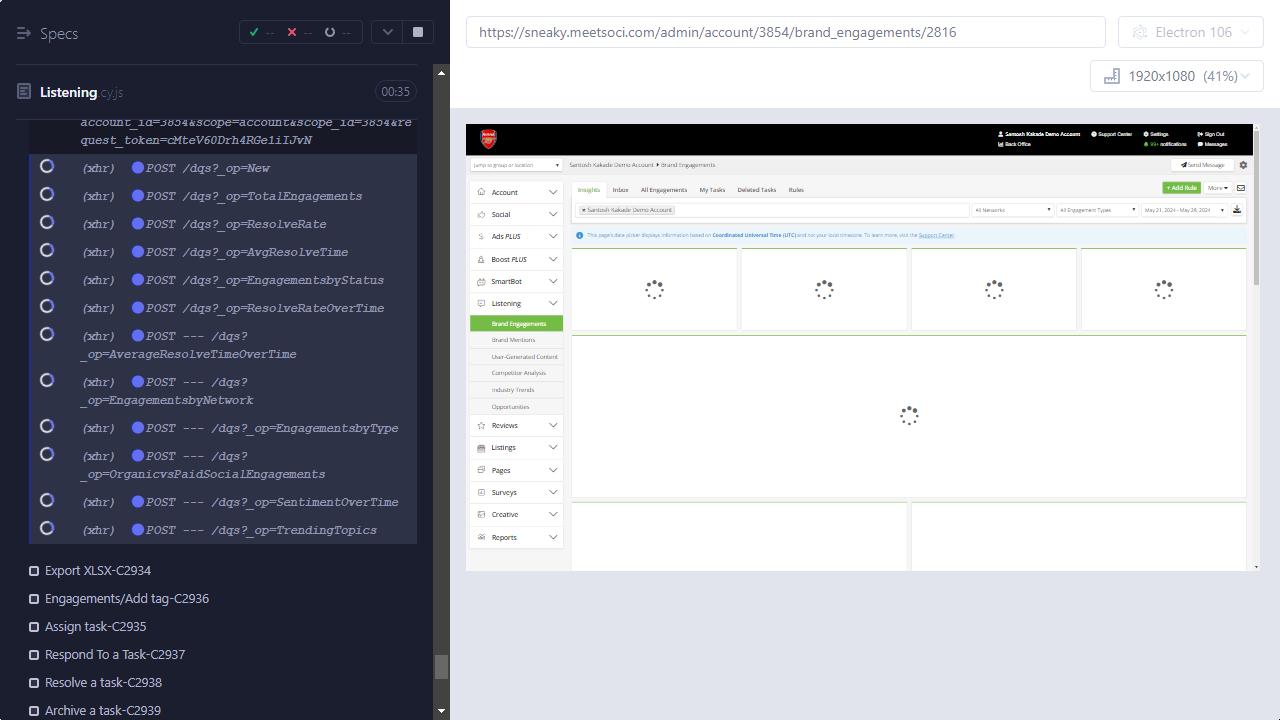 Specs
--
--
--
Listening.cy.js
00:35
account_id=3854&scope=account&scope_id=3854&re
quest_token=cMteV6ODrh4RGe1iILJvN
(xhr) POST /dqs?_op=New
(xhr) POST /dqs?_op=TotalEngagements
(xhr) POST /dqs?_op=ResolveRate
(xhr) POST /dqs?_op=AvgResolveTime
(xhr) POST /dqs?_op=EngagementsbyStatus
(xhr) POST /dqs?_op=ResolveRateOverTime
(xhr) POST --- /dqs?
_op=AverageResolveTimeOverTime
(xhr) POST --- /dqs?
_op=EngagementsbyNetwork
(xhr) POST --- /dqs?_op=EngagementsbyType
(xhr) POST --- /dqs?
_op=OrganicvsPaidSocialEngagements
(xhr) POST --- /dqs?_op=SentimentOverTime
(xhr) POST --- /dqs?_op=TrendingTopics
Export XLSX-C2934
Engagements/Add tag-C2936
Assign task-C2935
Respond To a Task-C2937
Resolve a task-C2938
Archive a task-C2939
https://sneaky.meetsoci.com/admin/account/3854/brand_engagements/2816
Electron 106
1920x1080 (41%)
Arsenal
Santosh Kakade Demo Account
Support Center
Settings
Sign Out
Back Office
99+ notifications
Messages
Jump to group or location
Santosh Kakade Demo Account
Brand Engagements
Send Message
Account
Social
Ads PLUS
Boost PLUS
SmartBot
Listening
Brand Engagements
Brand Mentions
User-Generated Content
Competitor Analysis
Industry Trends
Opportunities
Reviews
Listings
Pages
Surveys
Creative
Reports
Insights
Inbox
All Engagements
My Tasks
Deleted Tasks
Rules
+ Add Rule
More
× Santosh Kakade Demo Account
All Networks
All Engagement Types
May 21, 2024 - May 28, 2024
This page's date picker displays information based on Coordinated Universal Time (UTC) and not your local timezone. To learn more, visit the Support Center.